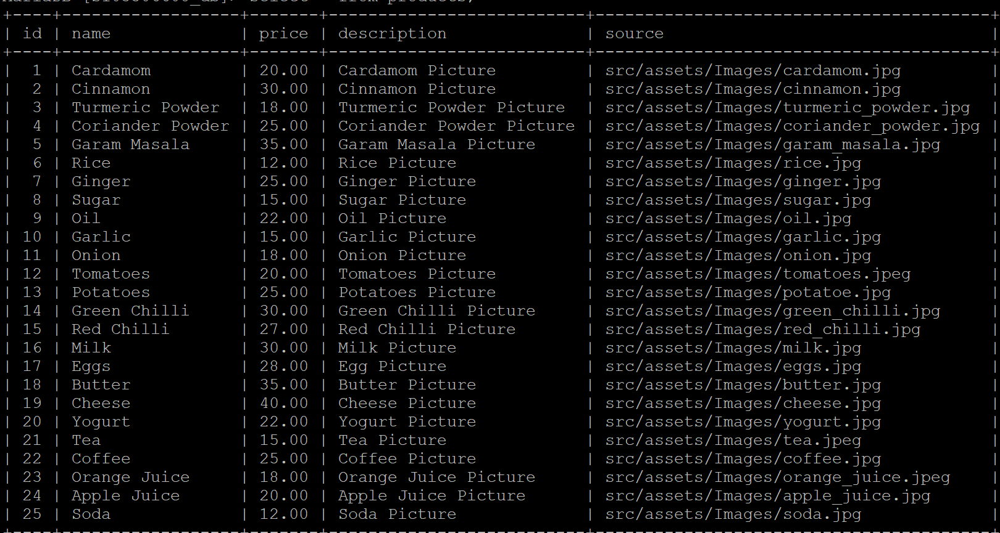 +----+-----------------+-------+--------------------------+----------------------------------------+
| id | name            | price | description              | source                                 |
+----+-----------------+-------+--------------------------+----------------------------------------+
|  1 | Cardamom         | 20.00 | Cardamom Picture         | src/assets/Images/cardamom.jpg         |
|  2 | Cinnamon         | 30.00 | Cinnamon Picture         | src/assets/Images/cinnamon.jpg         |
|  3 | Turmeric Powder  | 18.00 | Turmeric Powder Picture  | src/assets/Images/turmeric_powder.jpg  |
|  4 | Coriander Powder | 25.00 | Coriander Powder Picture | src/assets/Images/coriander_powder.jpg |
|  5 | Garam Masala     | 35.00 | Garam Masala Picture     | src/assets/Images/garam_masala.jpg     |
|  6 | Rice             | 12.00 | Rice Picture             | src/assets/Images/rice.jpg             |
|  7 | Ginger           | 25.00 | Ginger Picture           | src/assets/Images/ginger.jpg           |
|  8 | Sugar            | 15.00 | Sugar Picture            | src/assets/Images/sugar.jpg            |
|  9 | Oil              | 22.00 | Oil Picture              | src/assets/Images/oil.jpg              |
| 10 | Garlic           | 15.00 | Garlic Picture           | src/assets/Images/garlic.jpg           |
| 11 | Onion            | 18.00 | Onion Picture            | src/assets/Images/onion.jpg            |
| 12 | Tomatoes         | 20.00 | Tomatoes Picture         | src/assets/Images/tomatoes.jpeg        |
| 13 | Potatoes         | 25.00 | Potatoes Picture         | src/assets/Images/potatoe.jpg          |
| 14 | Green Chilli     | 30.00 | Green Chilli Picture     | src/assets/Images/green_chilli.jpg     |
| 15 | Red Chilli       | 27.00 | Red Chilli Picture       | src/assets/Images/red_chilli.jpg       |
| 16 | Milk             | 30.00 | Milk Picture             | src/assets/Images/milk.jpg             |
| 17 | Eggs             | 28.00 | Egg Picture              | src/assets/Images/eggs.jpg             |
| 18 | Butter           | 35.00 | Butter Picture           | src/assets/Images/butter.jpg           |
| 19 | Cheese           | 40.00 | Cheese Picture           | src/assets/Images/cheese.jpg           |
| 20 | Yogurt           | 22.00 | Yogurt Picture           | src/assets/Images/yogurt.jpg           |
| 21 | Tea              | 15.00 | Tea Picture              | src/assets/Images/tea.jpeg             |
| 22 | Coffee           | 25.00 | Coffee Picture           | src/assets/Images/coffee.jpg           |
| 23 | Orange Juice     | 18.00 | Orange Juice Picture     | src/assets/Images/orange_juice.jpeg    |
| 24 | Apple Juice      | 20.00 | Apple Juice Picture      | src/assets/Images/apple_juice.jpg      |
| 25 | Soda             | 12.00 | Soda Picture             | src/assets/Images/soda.jpg             |